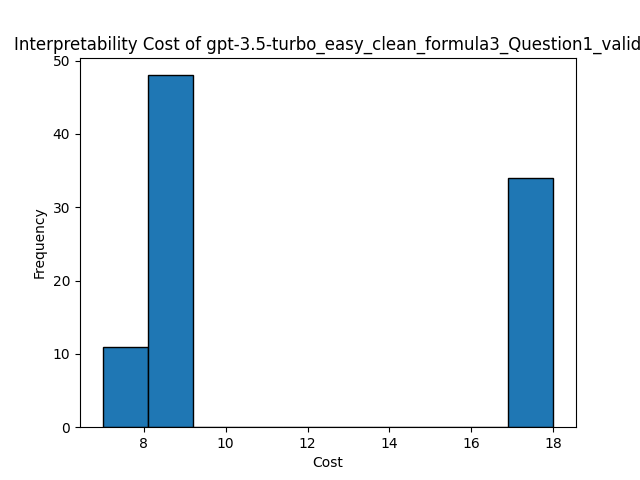 Interpretability Cost of gpt-3.5-turbo_easy_clean_formula3_Question1_valid
50
40
30
20
10
0
Frequency
8 10 12 14 16 18
Cost